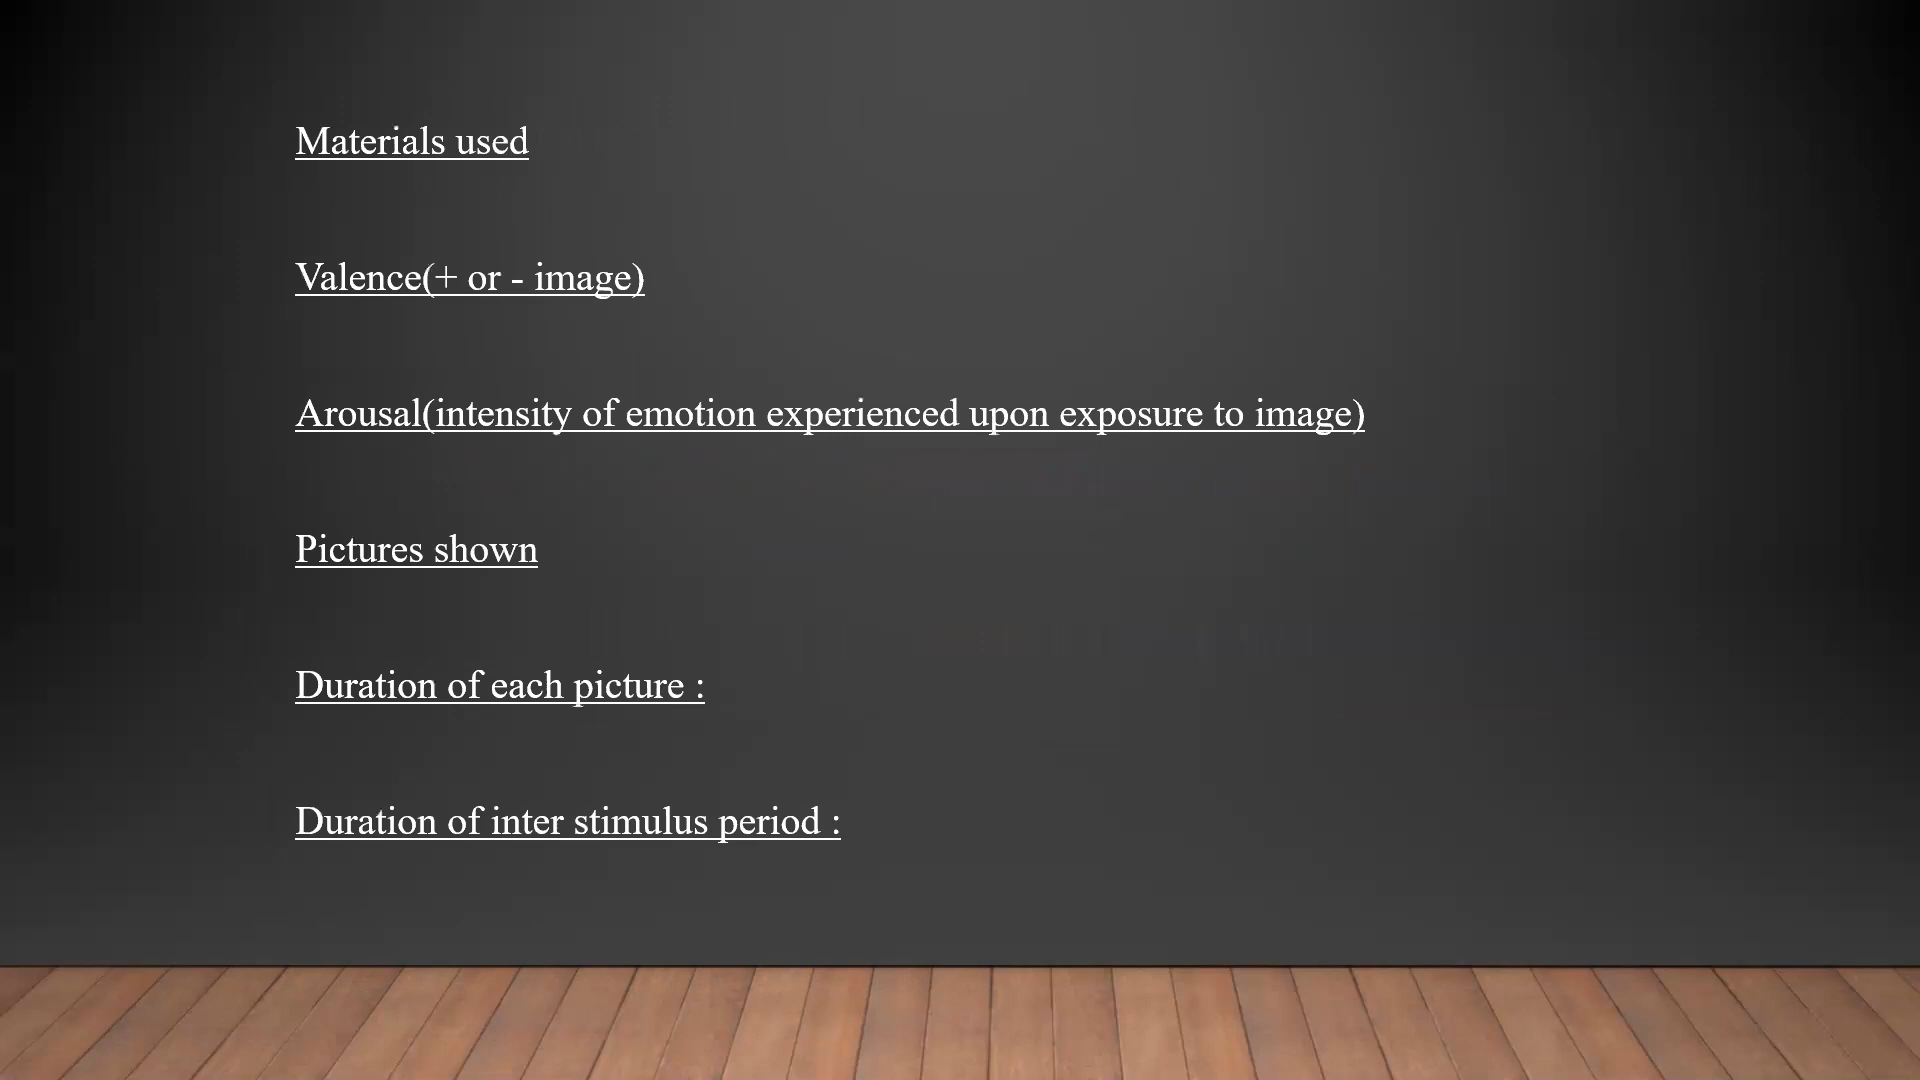 Materials used
Valence(+ or - image)
Arousal(intensity of emotion experienced upon exposure to image)
Pictures shown
Duration of each picture :
Duration of inter stimulus period :